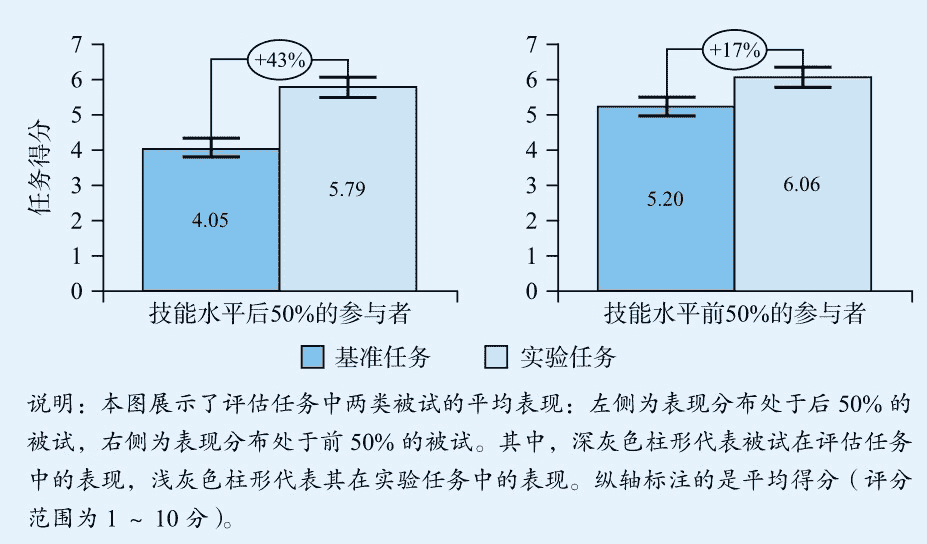 +43%
+17%
7
6
5
4
3
2
1
0
任务得分
4.05
5.79
技能水平后50%的参与者
7
6
5
4
3
2
1
0
5.20
6.06
技能水平前50%的参与者
基准任务 实验任务
说明：本图展示了评估任务中两类被试的平均表现：左侧为表现分布处于后 50% 的
被试，右侧为表现分布处于前 50% 的被试。其中，深灰色柱形代表被试在评估任务
中的表现，浅灰色柱形代表其在实验任务中的表现。纵轴标注的是平均得分（评分
范围为 1 ~ 10 分）。